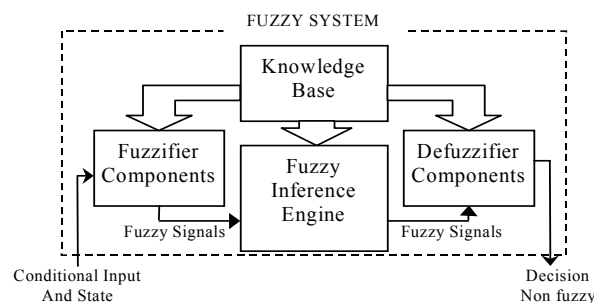 FUZZY SYSTEM
Knowledge
Base
Fuzzifier
Components
Fuzzy
Inference
Engine
Defuzzifier
Components
Fuzzy Signals
Fuzzy Signals
Conditional Input
And State
Decision
Non fuzzy